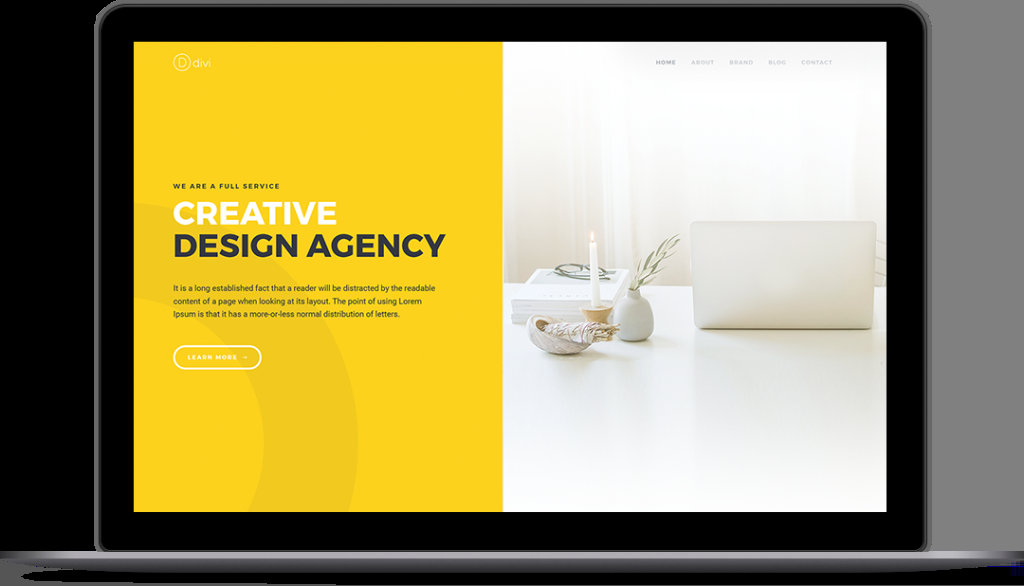 divi
HOME ABOUT BRAND BLOG CONTACT
WE ARE A FULL SERVICE
CREATIVE
DESIGN AGENCY
It is a long established fact that a reader will be distracted by the readable
content of a page when looking at its layout. The point of using Lorem
Ipsum is that it has a more-or-less normal distribution of letters.
LEARN MORE →